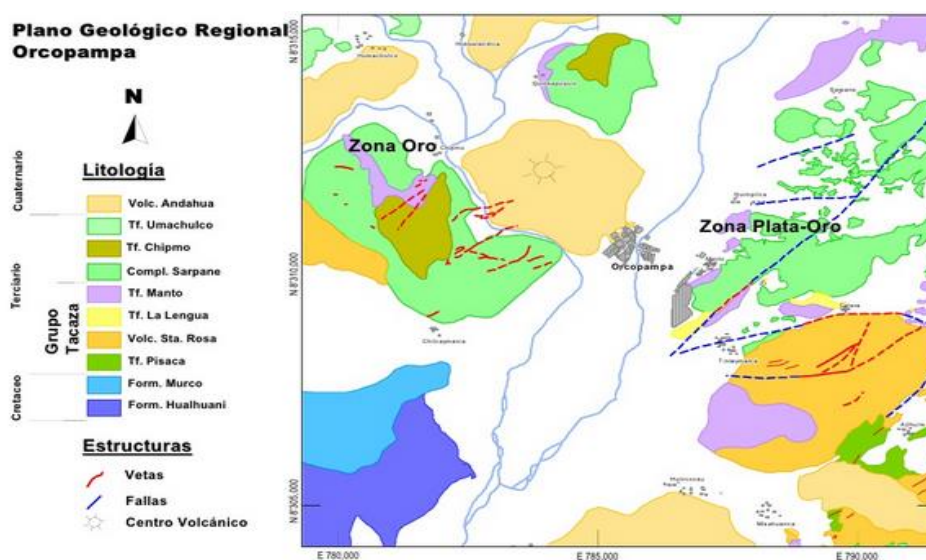 Plano Geológico Regional
Orcopampa
N
Litología
Cuaternario
Terciario
Cretaceo
Grupo
Tacaza
Volc. Andahua
Tf. Umachulco
Tf. Chipmo
Compl. Sarpane
Tf. Manto
Tf. La Lengua
Volc. Sta. Rosa
Tf. Pisaca
Form. Murco
Form. Hualhuani
Estructuras
Vetas
Fallas
Centro Volcánico
N 8'315,000
N 8'310,000
N 8'305,000
E 780,000
E 785,000
E 790,000
Zona Oro
Chipmo
Orcopampa
Zona Plata-Oro